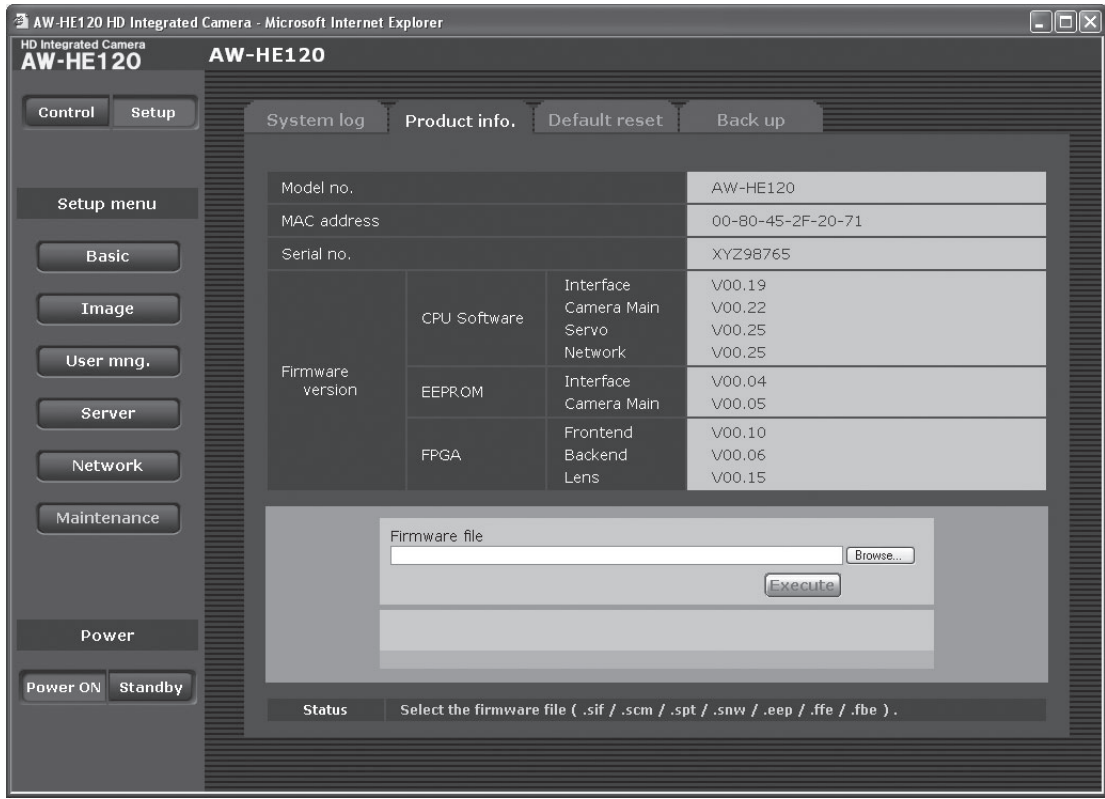 AW-HE120 HD Integrated Camera - Microsoft Internet Explorer
HD Integrated Camera
AW-HE120
AW-HE120
Control Setup
System log Product info. Default reset Back up
Setup menu
Basic
Image
User mng.
Server
Network
Maintenance
Power
Power ON Standby
Model no. AW-HE120
MAC address 00-80-45-2F-20-71
Serial no. XYZ98765
Firmware version
CPU Software
Interface V00.19
Camera Main V00.22
Servo V00.25
Network V00.25
EEPROM
Interface V00.04
Camera Main V00.05
FPGA
Frontend V00.10
Backend V00.06
Lens V00.15
Firmware file
Browse...
Execute
Status Select the firmware file ( .sif / .scm / .spt / .snw / .eep / .ffe / .fbe ) .